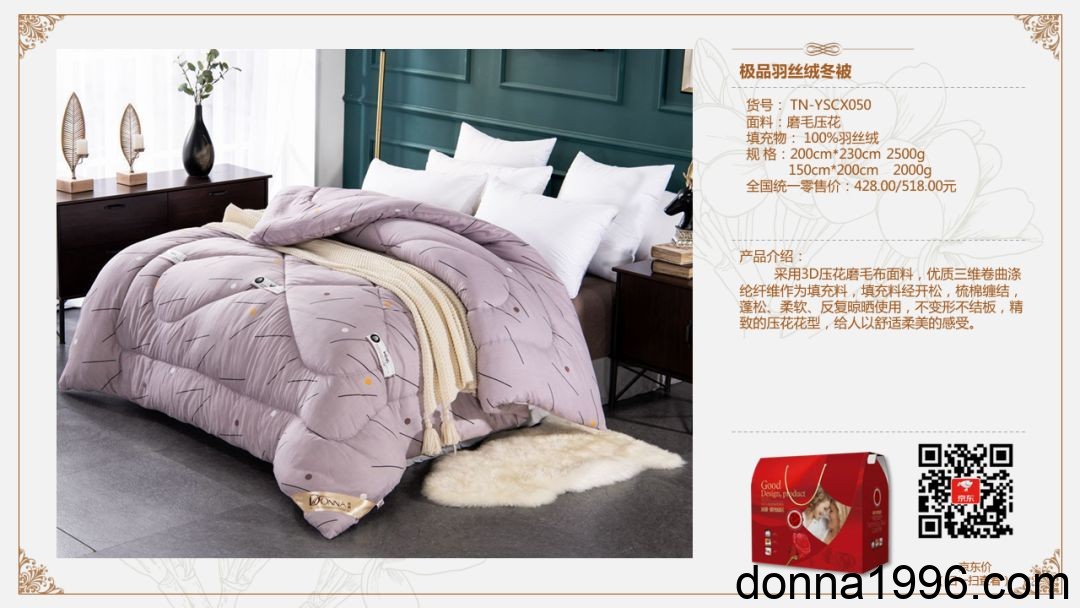 极品羽丝绒冬被
货号： TN-YSCX050
面料：磨毛压花
填充物： 100%羽丝绒
规 格：200cm*230cm 2500g
150cm*200cm 2000g
全国统一零售价：428.00/518.00元
产品介绍：
采用3D压花磨毛布面料，优质三维卷曲涤
纶纤维作为填充料，填充料经开松，梳棉缠结，
蓬松、柔软、反复晾晒使用，不变形不结板，精
致的压花花型，给人以舒适柔美的感受。
Good
Design, product
京东
DONNA
京东价
扫查看
donna1996.com